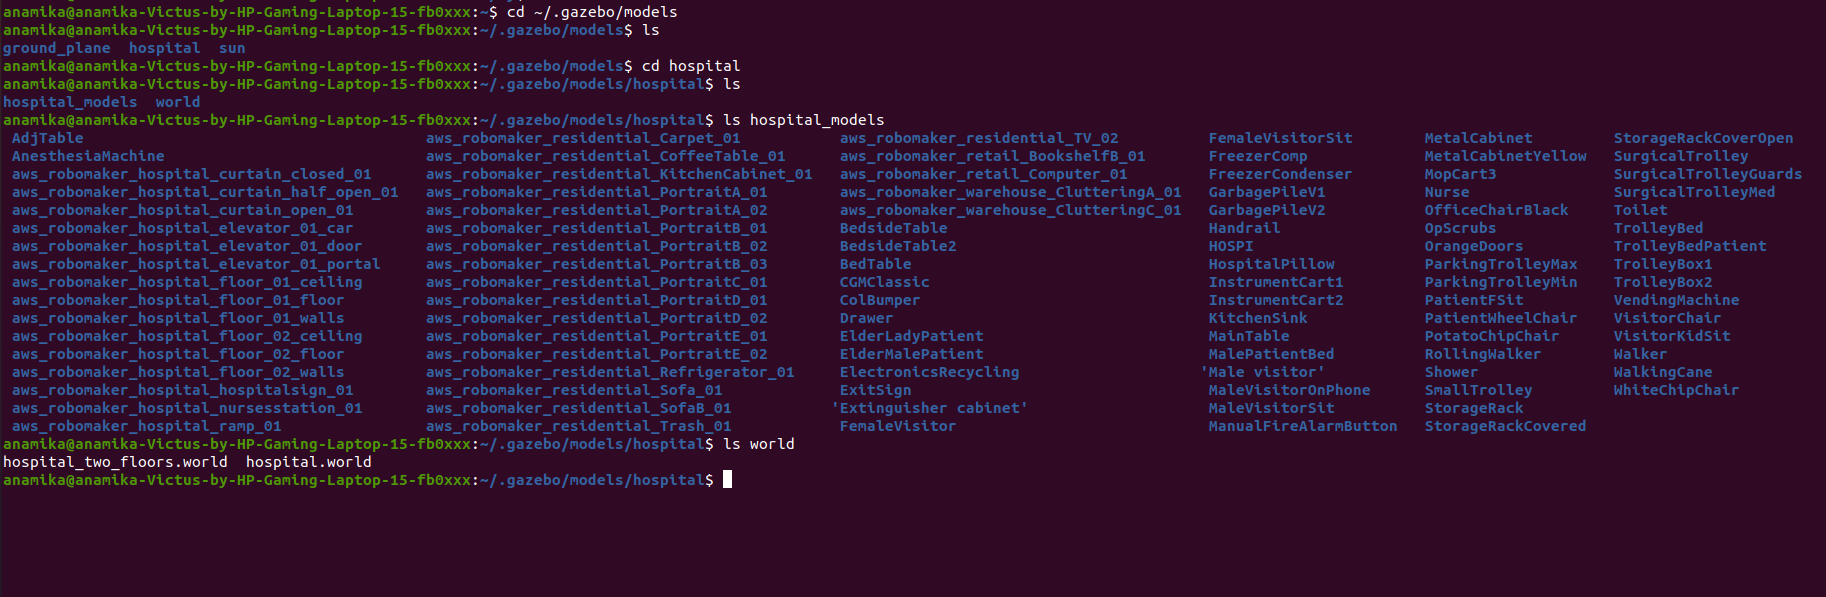 anamika@anamika-Victus-by-HP-Gaming-Laptop-15-fb0xxx:~$ cd ~/.gazebo/models
anamika@anamika-Victus-by-HP-Gaming-Laptop-15-fb0xxx:~/.gazebo/models$ ls
ground_plane  hospital  sun
anamika@anamika-Victus-by-HP-Gaming-Laptop-15-fb0xxx:~/.gazebo/models$ cd hospital
anamika@anamika-Victus-by-HP-Gaming-Laptop-15-fb0xxx:~/.gazebo/models/hospital$ ls
hospital_models  world
anamika@anamika-Victus-by-HP-Gaming-Laptop-15-fb0xxx:~/.gazebo/models/hospital$ ls hospital_models
AdjTable  aws_robomaker_residential_Carpet_01  aws_robomaker_residential_TV_02  FemaleVisitorSit  MetalCabinet  StorageRackCoverOpen
AnesthesiaMachine  aws_robomaker_residential_CoffeeTable_01  aws_robomaker_retail_BookshelfB_01  FreezerComp  MetalCabinetYellow  SurgicalTrolley
aws_robomaker_hospital_curtain_closed_01  aws_robomaker_residential_KitchenCabinet_01  aws_robomaker_retail_Computer_01  FreezerCondenser  MopCart3  SurgicalTrolleyGuards
aws_robomaker_hospital_curtain_half_open_01  aws_robomaker_residential_PortraitA_01  aws_robomaker_warehouse_ClutteringA_01  GarbagePileV1  Nurse  SurgicalTrolleyMed
aws_robomaker_hospital_curtain_open_01  aws_robomaker_residential_PortraitA_02  aws_robomaker_warehouse_ClutteringC_01  GarbagePileV2  OfficeChairBlack  Toilet
aws_robomaker_hospital_elevator_01_car  aws_robomaker_residential_PortraitB_01  BedsideTable  Handrail  OpScrubs  TrolleyBed
aws_robomaker_hospital_elevator_01_door  aws_robomaker_residential_PortraitB_02  BedsideTable2  HOSPI  OrangeDoors  TrolleyBedPatient
aws_robomaker_hospital_elevator_01_portal  aws_robomaker_residential_PortraitB_03  BedTable  HospitalPillow  ParkingTrolleyMax  TrolleyBox1
aws_robomaker_hospital_floor_01_ceiling  aws_robomaker_residential_PortraitC_01  CGMClassic  InstrumentCart1  ParkingTrolleyMin  TrolleyBox2
aws_robomaker_hospital_floor_01_floor  aws_robomaker_residential_PortraitD_01  ColBumper  InstrumentCart2  PatientFSit  VendingMachine
aws_robomaker_hospital_floor_01_walls  aws_robomaker_residential_PortraitD_02  Drawer  KitchenSink  PatientWheelChair  VisitorChair
aws_robomaker_hospital_floor_02_ceiling  aws_robomaker_residential_PortraitE_01  ElderLadyPatient  MainTable  PotatoChipChair  VisitorKidSit
aws_robomaker_hospital_floor_02_floor  aws_robomaker_residential_PortraitE_02  ElderMalePatient  MalePatientBed  RollingWalker  Walker
aws_robomaker_hospital_floor_02_walls  aws_robomaker_residential_Refrigerator_01  ElectronicsRecycling  'Male visitor'  Shower  WalkingCane
aws_robomaker_hospital_hospitalsign_01  aws_robomaker_residential_Sofa_01  ExitSign  MaleVisitorOnPhone  SmallTrolley  WhiteChipChair
aws_robomaker_hospital_nursesstation_01  aws_robomaker_residential_SofaB_01  'Extinguisher cabinet'  MaleVisitorSit  StorageRack
aws_robomaker_hospital_ramp_01  aws_robomaker_residential_Trash_01  FemaleVisitor  ManualFireAlarmButton  StorageRackCovered
anamika@anamika-Victus-by-HP-Gaming-Laptop-15-fb0xxx:~/.gazebo/models/hospital$ ls world
hospital_two_floors.world  hospital.world
anamika@anamika-Victus-by-HP-Gaming-Laptop-15-fb0xxx:~/.gazebo/models/hospital$